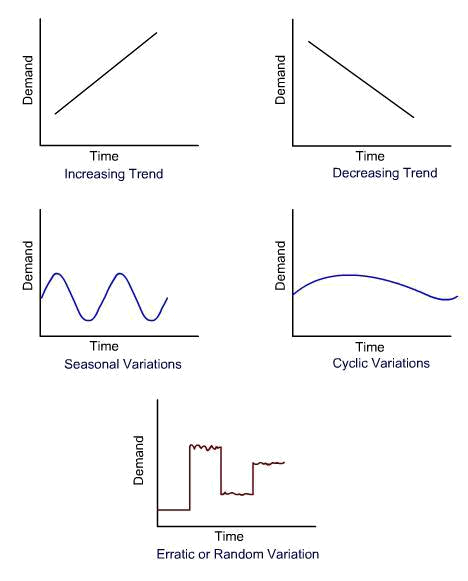 Demand
Time
Increasing Trend
Demand
Time
Decreasing Trend
Demand
Time
Seasonal Variations
Demand
Time
Cyclic Variations
Demand
Time
Erratic or Random Variation